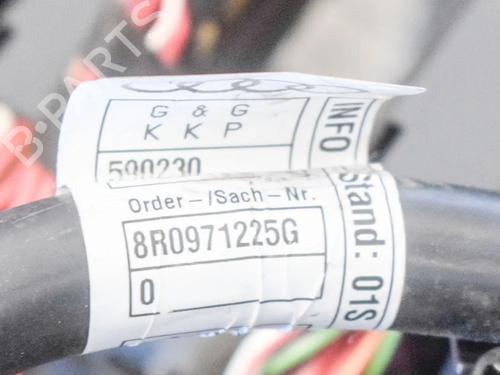 B-PARTS
G & G
K K P
590230
Order-/Sach-Nr.
8R0971225G
0
INFO
Stand: 01S